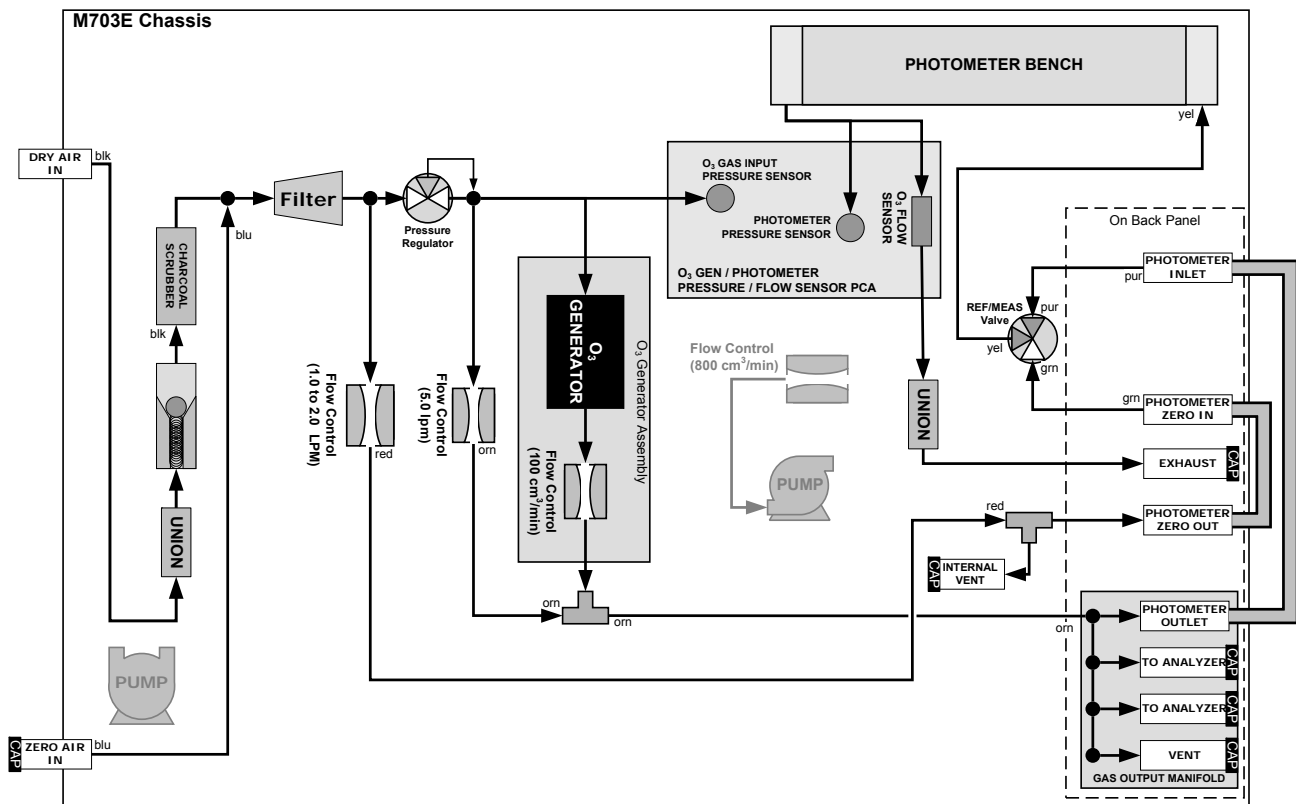 M703E Chassis
PHOTOMETER BENCH
yel
DRY AIR
IN
blk
O₃ GAS INPUT
PRESSURE SENSOR
PHOTOMETER
PRESSURE SENSOR
O₃ FLOW
SENSOR
O₃ GEN / PHOTOMETER
PRESSURE / FLOW SENSOR PCA
Filter
Pressure
Regulator
blu
CHARCOAL
SCRUBBER
blk
UNION
On Back Panel
PHOTOMETER
INLET
pur
REF/MEAS
Valve
pur
yel
grn
grn
PHOTOMETER
ZERO IN
O₃
GENERATOR
O₃ Generator Assembly
Flow Control
(1.0 to 2.0 LPM)
red
Flow Control
(5.0 lpm)
orn
Flow Control
(100 cm³/min)
Flow Control
(800 cm³/min)
PUMP
UNION
EXHAUST
CAP
red
PHOTOMETER
ZERO OUT
CAP
INTERNAL
VENT
orn
orn
orn
PHOTOMETER
OUTLET
TO ANALYZER
CAP
TO ANALYZER
CAP
VENT
CAP
GAS OUTPUT MANIFOLD
PUMP
CAP
ZERO AIR
IN
blu